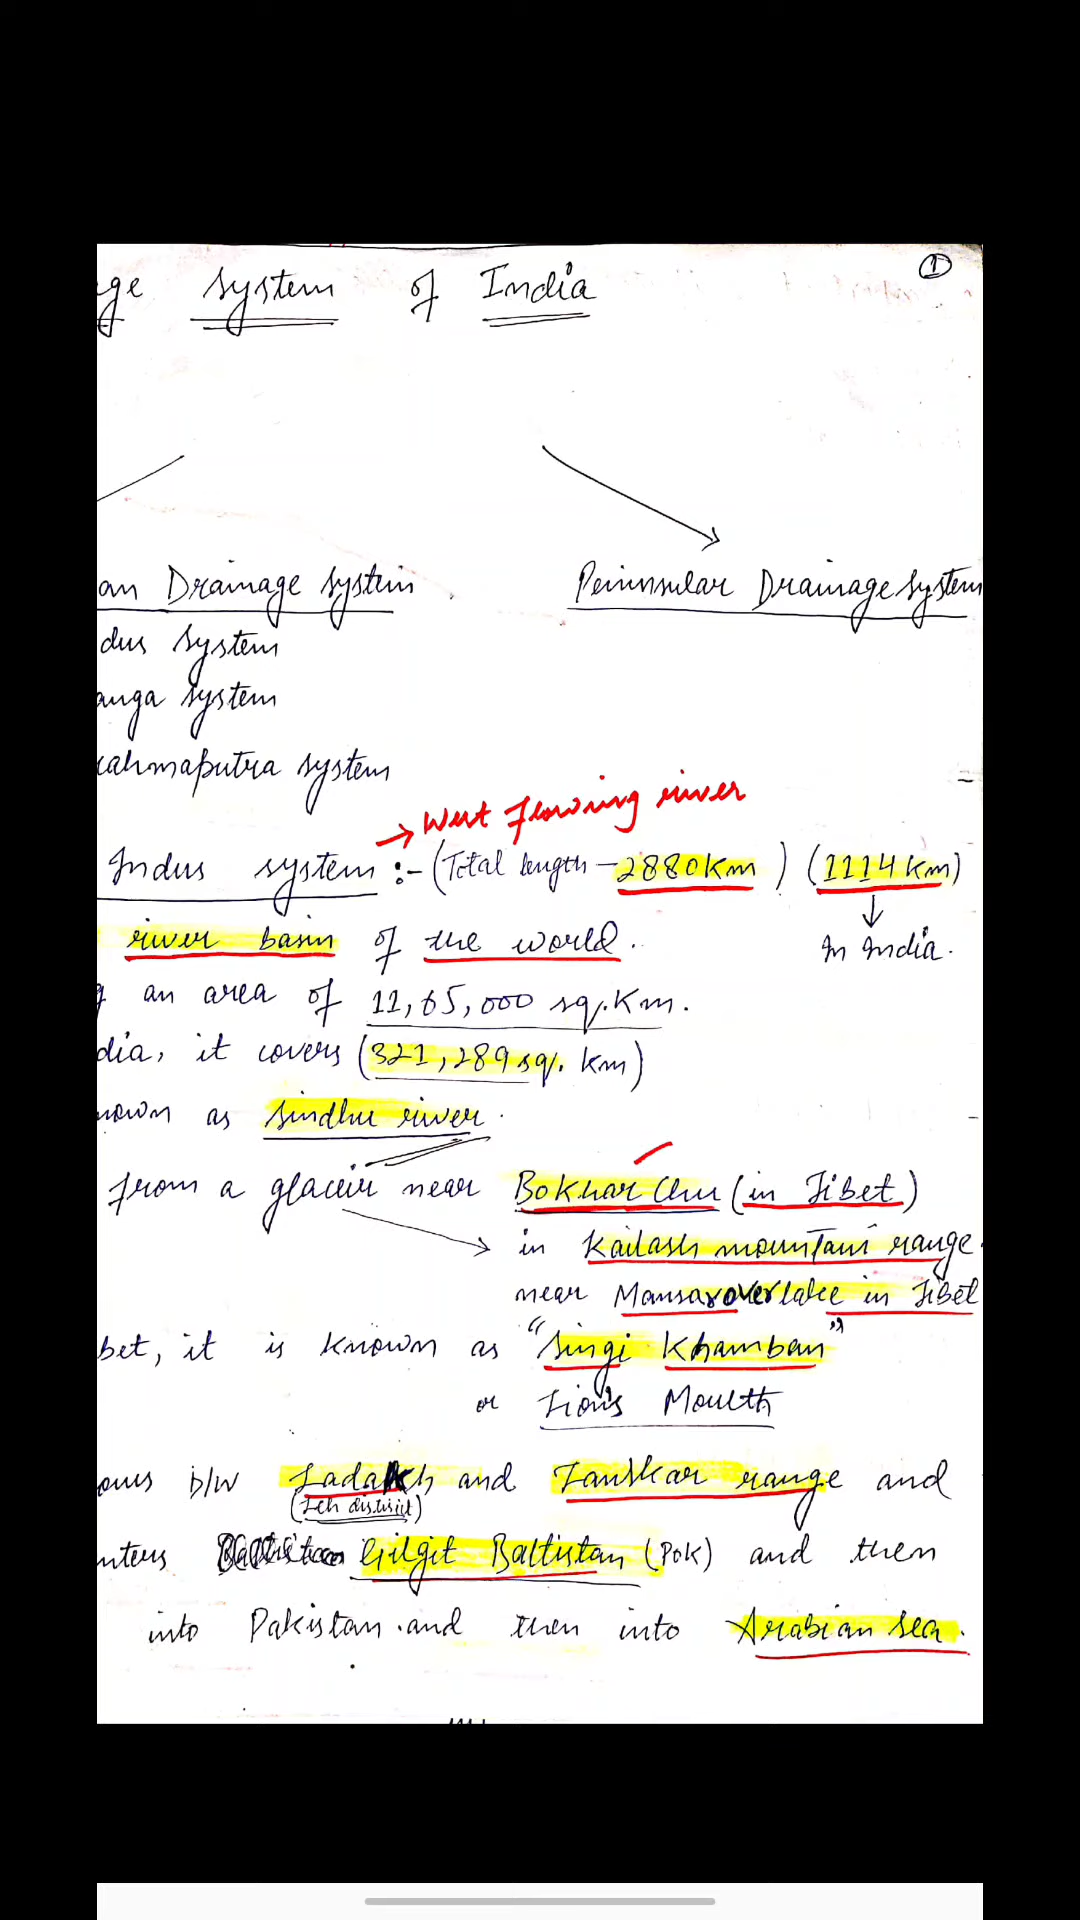 ge system of India
1
an Drainage system . Peninsular Drainage system
dus system
anga system
rahmaputra system
→ West flowing river
Indus system :- (Total length - 2880 Km) (1114 Km)
river basin of the world. In India.
g an area of 11,65,000 sq. Km.
dia, it covers (321,289 sq. km)
nown as Sindhu river.
from a glacier near Bokhar Chu (in Tibet)
in Kailash mountain range.
near Mansarover lake in Tibet
bet, it is known as "Singi Khamban"
or Lion's Mouth
ows b/w Ladakh and Zanskar range and
(Leh district)
nters Gilgit Baltistan (POK) and then
into Pakistan. and then into Arabian sea.